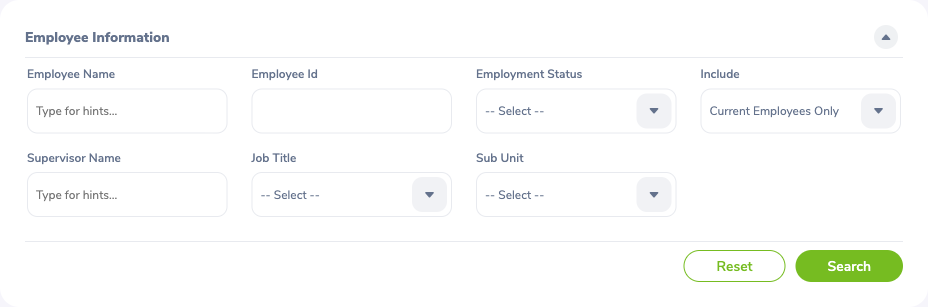 Employee Information
Employee Name Employee Id Employment Status Include
Type for hints... -- Select -- Current Employees Only
Supervisor Name Job Title Sub Unit
Type for hints... -- Select -- -- Select --
Reset Search